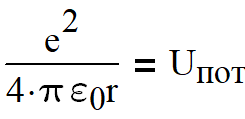 e²
4·π ε₀r = Uпот